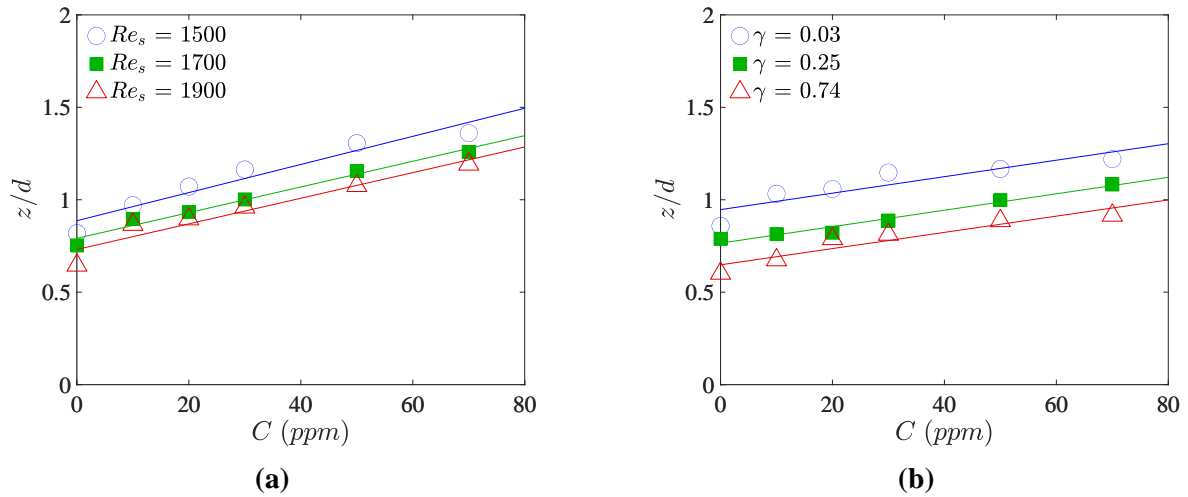 2
1.5
1
0.5
0
z/d
Re_s = 1500
Re_s = 1700
Re_s = 1900
0 20 40 60 80
C (ppm)
(a)
2
1.5
1
0.5
0
z/d
γ = 0.03
γ = 0.25
γ = 0.74
0 20 40 60 80
C (ppm)
(b)